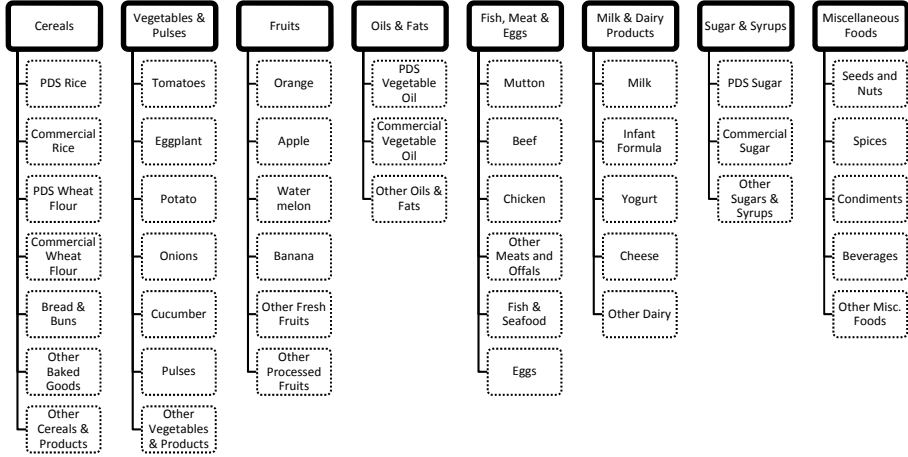 Cereals
PDS Rice
Commercial
Rice
PDS Wheat
Flour
Commercial
Wheat
Flour
Bread &
Buns
Other
Baked
Goods
Other
Cereals &
Products
Vegetables &
Pulses
Tomatoes
Eggplant
Potato
Onions
Cucumber
Pulses
Other
Vegetables
& Products
Fruits
Orange
Apple
Water
melon
Banana
Other Fresh
Fruits
Other
Processed
Fruits
Oils & Fats
PDS
Vegetable
Oil
Commercial
Vegetable
Oil
Other Oils &
Fats
Fish, Meat &
Eggs
Mutton
Beef
Chicken
Other
Meats and
Offals
Fish &
Seafood
Eggs
Milk & Dairy
Products
Milk
Infant
Formula
Yogurt
Cheese
Other Dairy
Sugar & Syrups
PDS Sugar
Commercial
Sugar
Other
Sugars &
Syrups
Miscellaneous
Foods
Seeds and
Nuts
Spices
Condiments
Beverages
Other Misc.
Foods